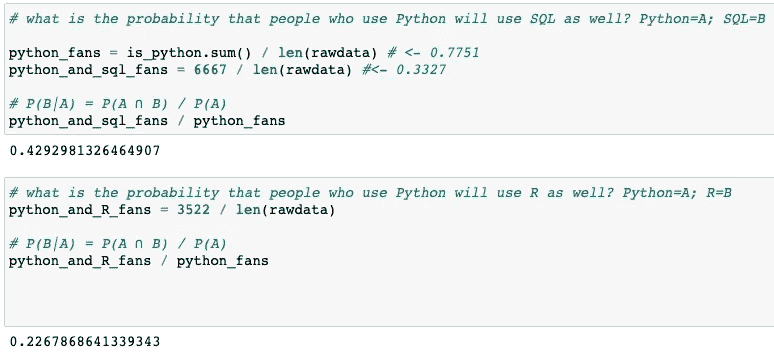 # what is the probability that people who use Python will use SQL as well? Python=A; SQL=B
python_fans = is_python.sum() / len(rawdata) # <- 0.7751
python_and_sql_fans = 6667 / len(rawdata) #<- 0.3327
# P(B|A) = P(A ∩ B) / P(A)
python_and_sql_fans / python_fans
0.4292981326464907
# what is the probability that people who use Python will use R as well? Python=A; R=B
python_and_R_fans = 3522 / len(rawdata)
# P(B|A) = P(A ∩ B) / P(A)
python_and_R_fans / python_fans
0.2267868641339343